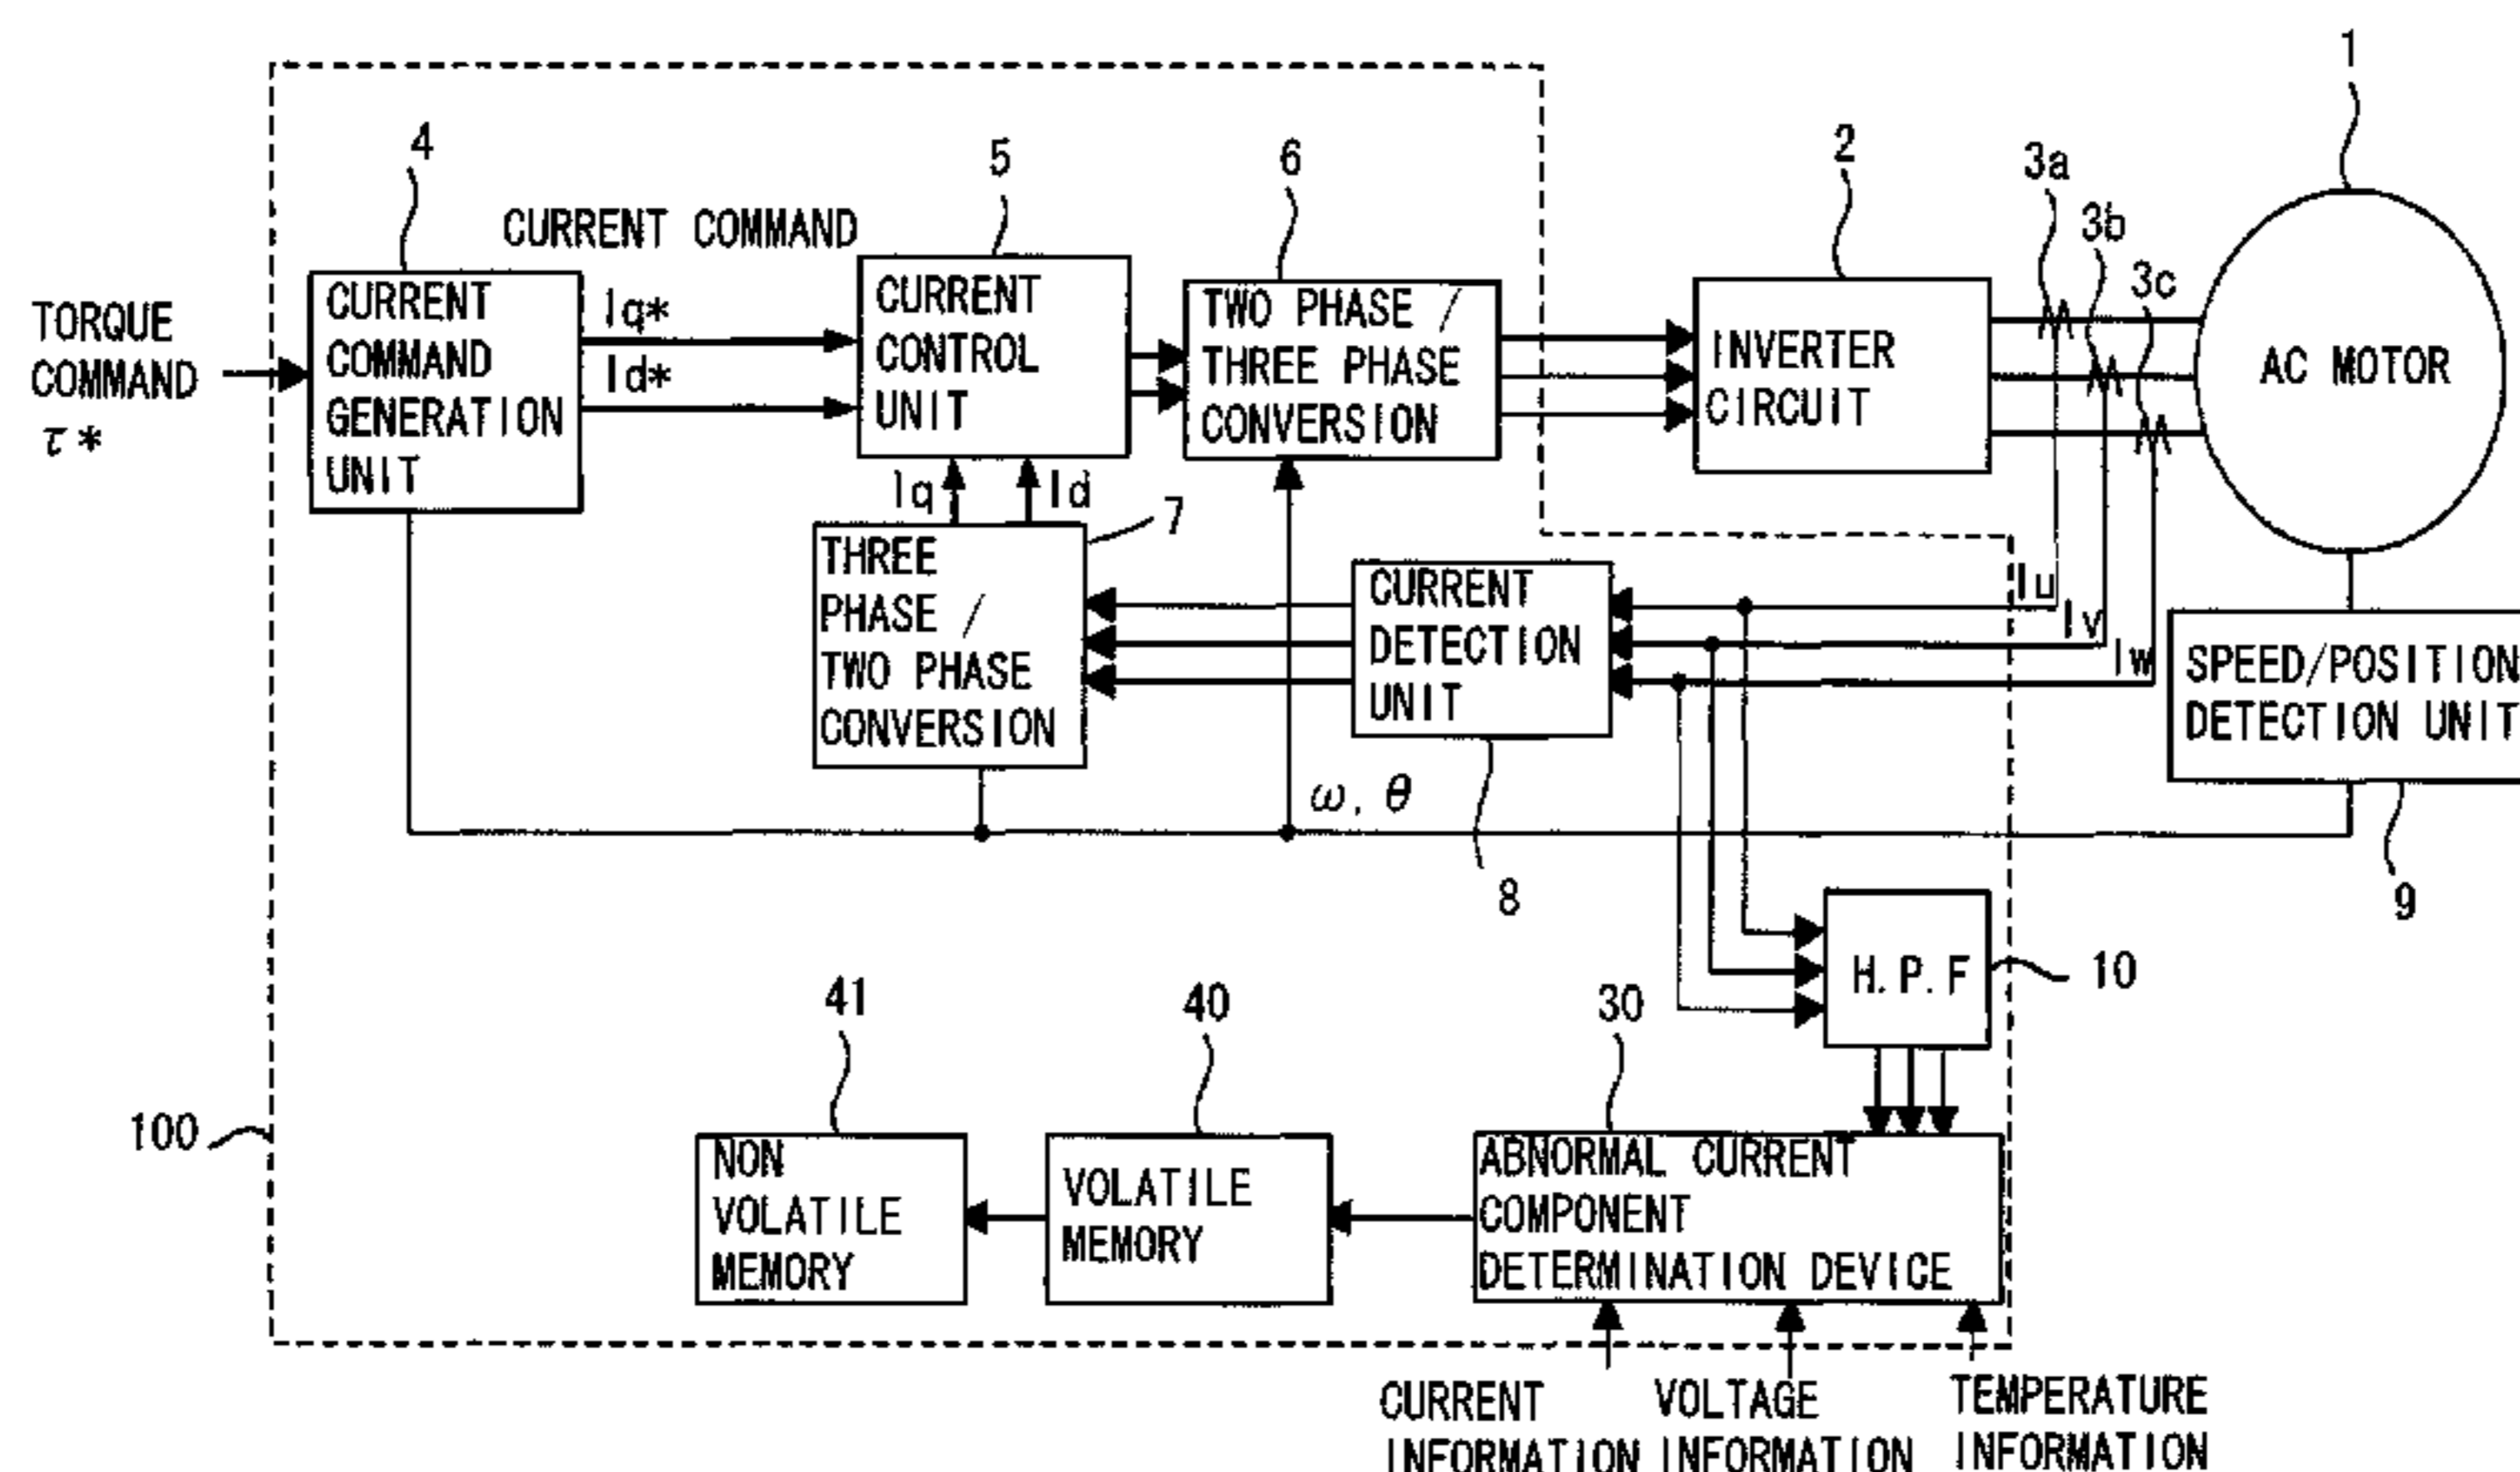 1
4
5
6
2
3a
3b
3c
CURRENT COMMAND
TORQUE
COMMAND
τ*
CURRENT
COMMAND
GENERATION
UNIT
Iq*
Id*
CURRENT
CONTROL
UNIT
TWO PHASE /
THREE PHASE
CONVERSION
INVERTER
CIRCUIT
AC MOTOR
Iq
Id
7
THREE
PHASE /
TWO PHASE
CONVERSION
CURRENT
DETECTION
UNIT
Iu
Iv
Iw
SPEED/POSITION
DETECTION UNIT
ω, θ
8
9
H.P.F
10
41
40
30
100
NON
VOLATILE
MEMORY
VOLATILE
MEMORY
ABNORMAL CURRENT
COMPONENT
DETERMINATION DEVICE
CURRENT
INFORMATION
VOLTAGE
INFORMATION
TEMPERATURE
INFORMATION